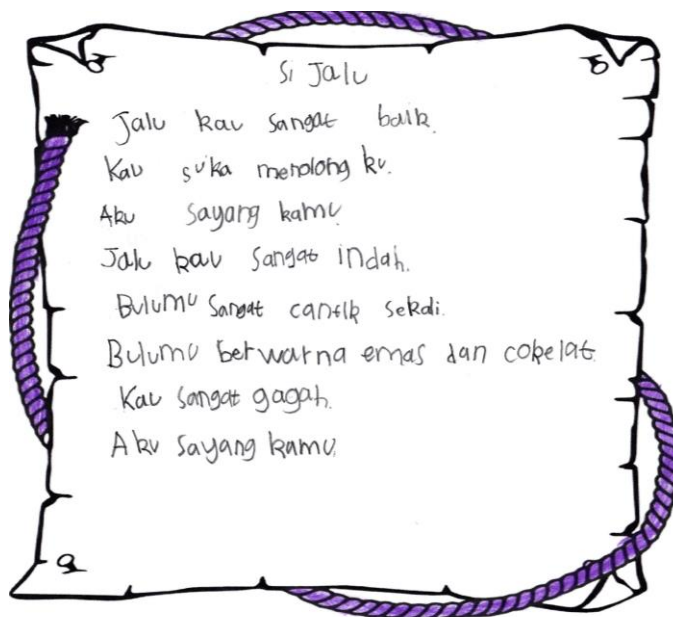 Si Jalu
Jalu kau sangat baik.
Kau suka menolong ku.
Aku sayang kamu
Jalu kau sangat indah.
Bulumu sangat cantik sekali.
Bulumu berwarna emas dan cokelat.
Kau sangat gagah.
Aku sayang kamu